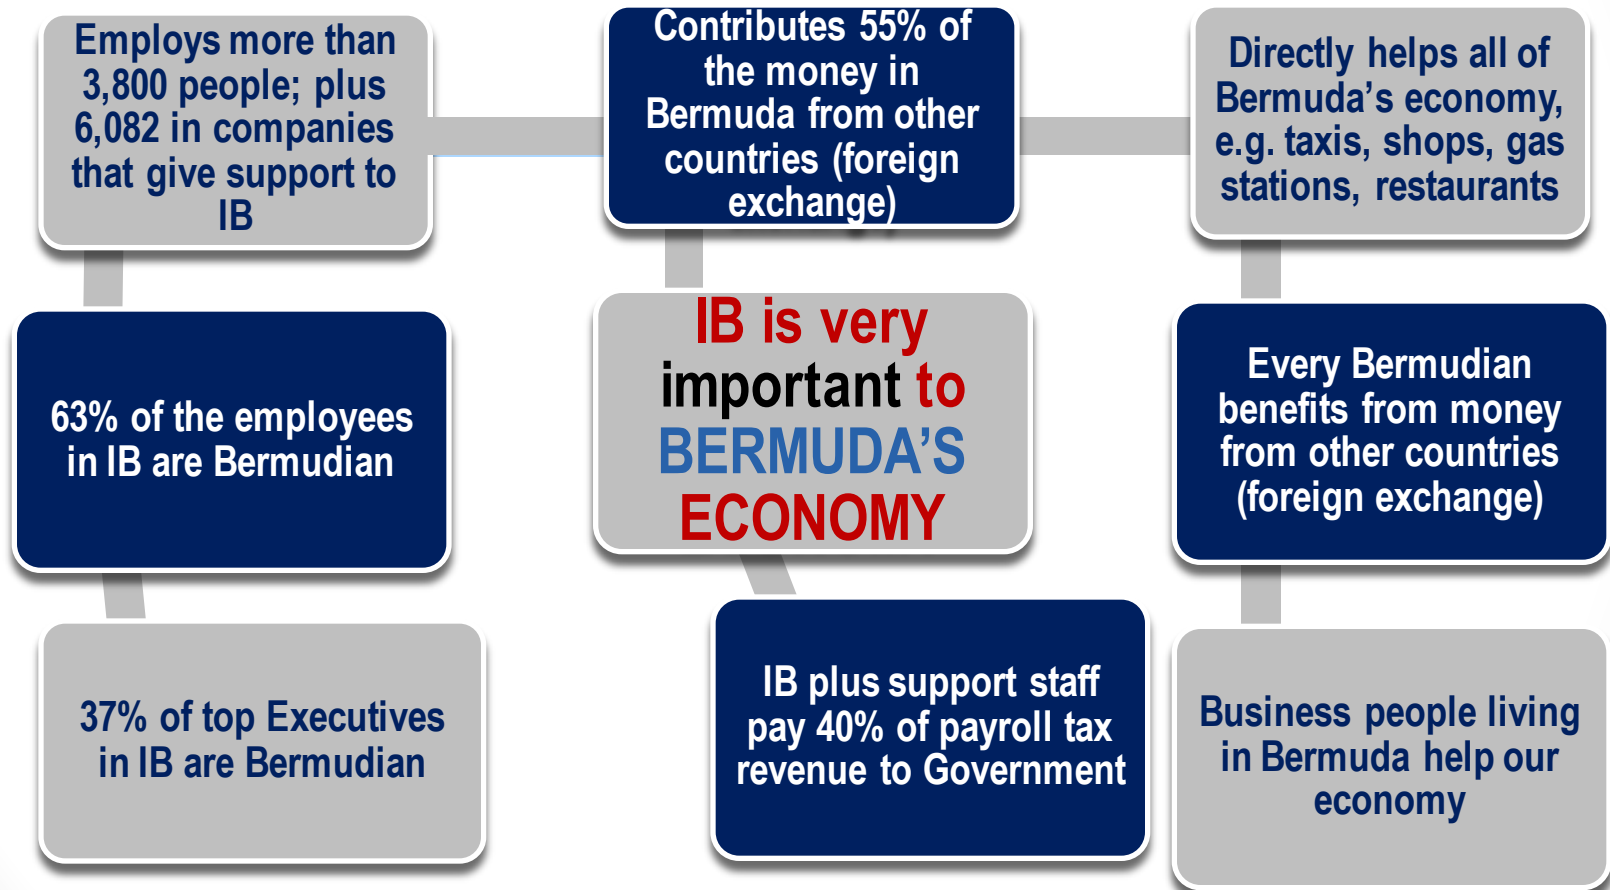 Employs more than
3,800 people; plus
6,082 in companies
that give support to
IB
Contributes 55% of
the money in
Bermuda from other
countries (foreign
exchange)
Directly helps all of
Bermuda’s economy,
e.g. taxis, shops, gas
stations, restaurants
63% of the employees
in IB are Bermudian
IB is very
important to
BERMUDA’S
ECONOMY
Every Bermudian
benefits from money
from other countries
(foreign exchange)
37% of top Executives
in IB are Bermudian
IB plus support staff
pay 40% of payroll tax
revenue to Government
Business people living
in Bermuda help our
economy